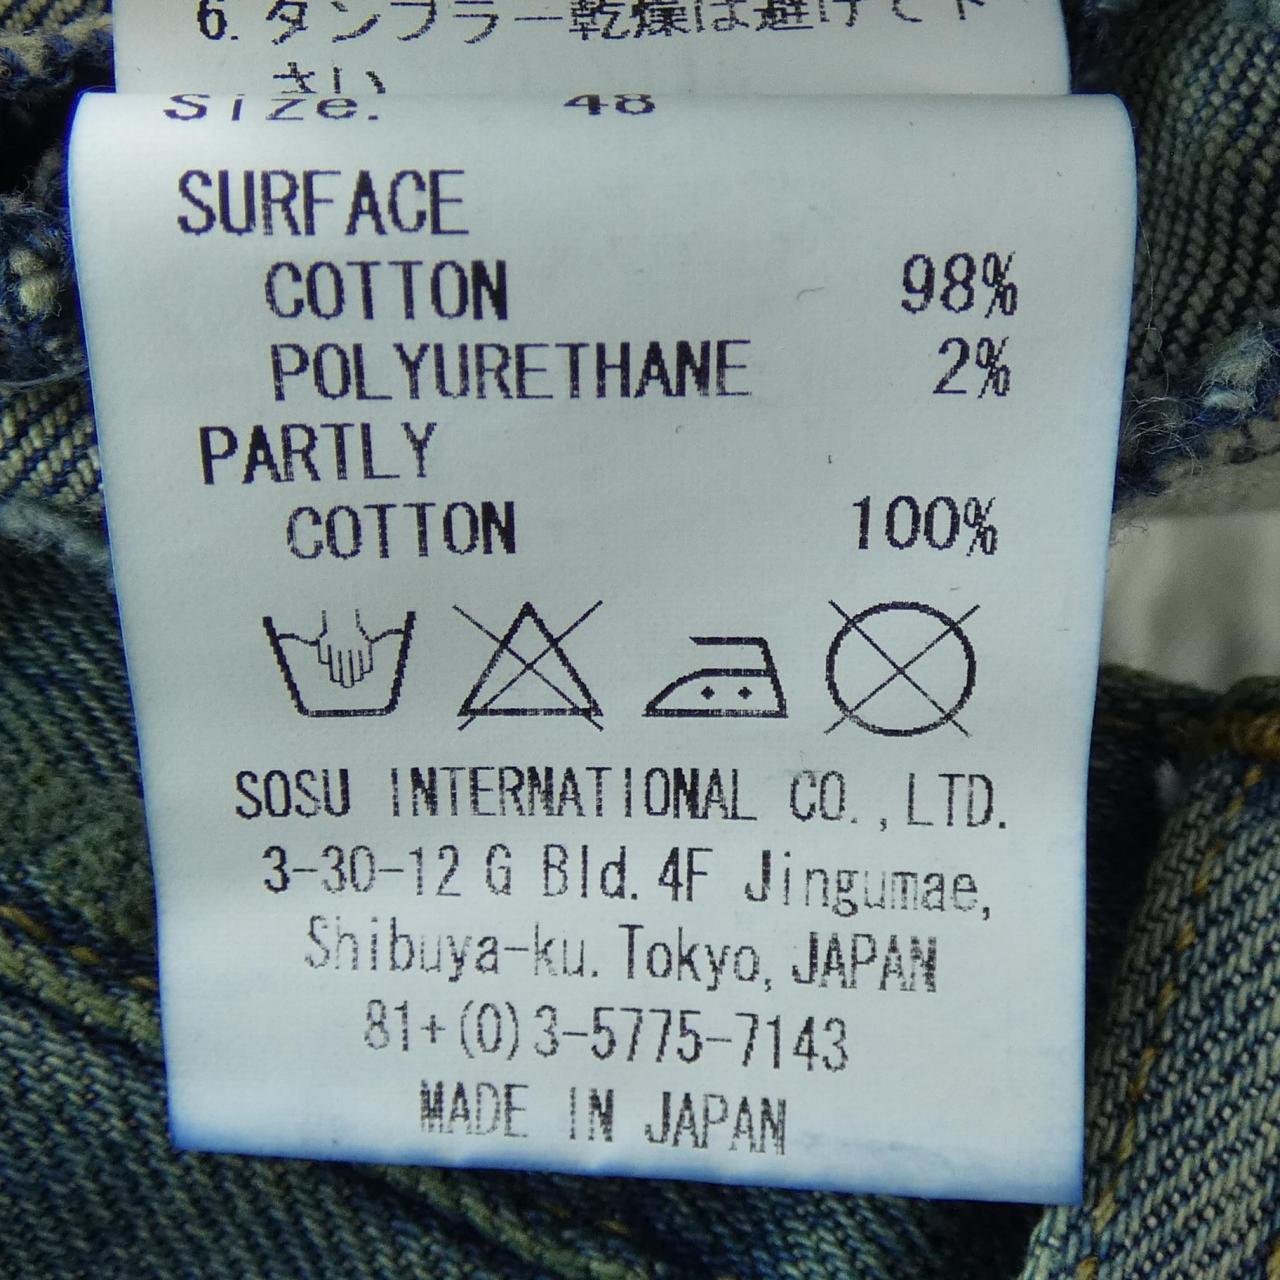 6. タンブラー乾燥は避けて下
さい
Size. 48
SURFACE
COTTON 98%
POLYURETHANE 2%
PARTLY
COTTON 100%
SOSU INTERNATIONAL CO.,LTD.
3-30-12 G Bld. 4F Jingumae,
Shibuya-ku. Tokyo, JAPAN
81+(0)3-5775-7143
MADE IN JAPAN